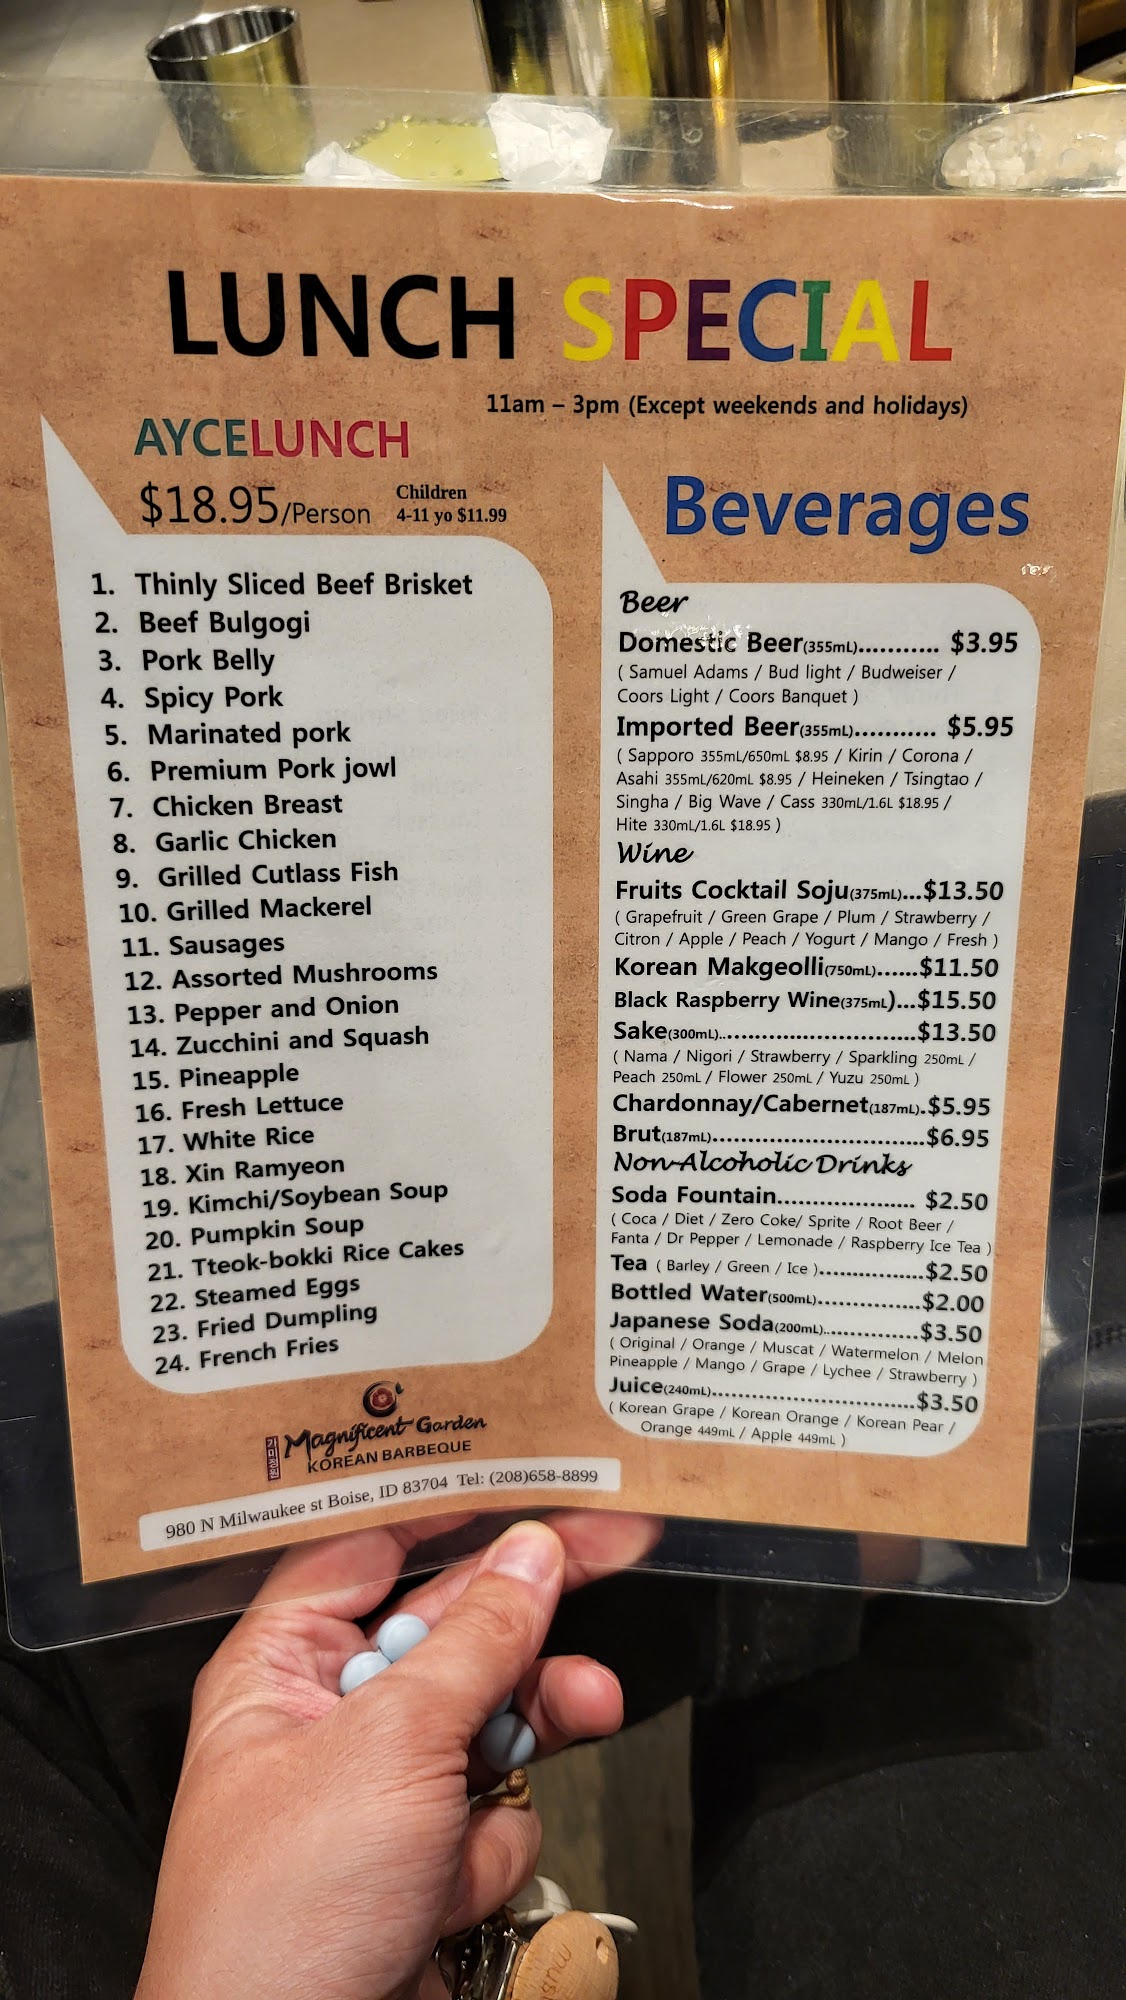 LUNCH SPECIAL
11am – 3pm (Except weekends and holidays)
AYCELUNCH
$18.95/Person
Children
4-11 yo $11.99
1. Thinly Sliced Beef Brisket
2. Beef Bulgogi
3. Pork Belly
4. Spicy Pork
5. Marinated pork
6. Premium Pork jowl
7. Chicken Breast
8. Garlic Chicken
9. Grilled Cutlass Fish
10. Grilled Mackerel
11. Sausages
12. Assorted Mushrooms
13. Pepper and Onion
14. Zucchini and Squash
15. Pineapple
16. Fresh Lettuce
17. White Rice
18. Xin Ramyeon
19. Kimchi/Soybean Soup
20. Pumpkin Soup
21. Tteok-bokki Rice Cakes
22. Steamed Eggs
23. Fried Dumpling
24. French Fries
Magnificent Garden
KOREAN BARBEQUE
980 N Milwaukee st Boise, ID 83704 Tel: (208)658-8899
Beverages
Beer
Domestic Beer(355mL)........... $3.95
( Samuel Adams / Bud light / Budweiser /
Coors Light / Coors Banquet )
Imported Beer(355mL)........... $5.95
( Sapporo 355mL/650mL $8.95 / Kirin / Corona /
Asahi 355mL/620mL $8.95 / Heineken / Tsingtao /
Singha / Big Wave / Cass 330mL/1.6L $18.95 /
Hite 330mL/1.6L $18.95 )
Wine
Fruits Cocktail Soju(375mL)...$13.50
( Grapefruit / Green Grape / Plum / Strawberry /
Citron / Apple / Peach / Yogurt / Mango / Fresh )
Korean Makgeolli(750mL)......$11.50
Black Raspberry Wine(375mL)...$15.50
Sake(300mL)..............................$13.50
( Nama / Nigori / Strawberry / Sparkling 250mL /
Peach 250mL / Flower 250mL / Yuzu 250mL )
Chardonnay/Cabernet(187mL).$5.95
Brut(187mL)................................$6.95
Non-Alcoholic Drinks
Soda Fountain.................... $2.50
( Coca / Diet / Zero Coke/ Sprite / Root Beer /
Fanta / Dr Pepper / Lemonade / Raspberry Ice Tea )
Tea ( Barley / Green / Ice )................$2.50
Bottled Water(500mL)................$2.00
Japanese Soda(200mL)...............$3.50
( Original / Orange / Muscat / Watermelon / Melon
Pineapple / Mango / Grape / Lychee / Strawberry )
Juice(240mL)...............................$3.50
( Korean Grape / Korean Orange / Korean Pear /
Orange 449mL / Apple 449mL )